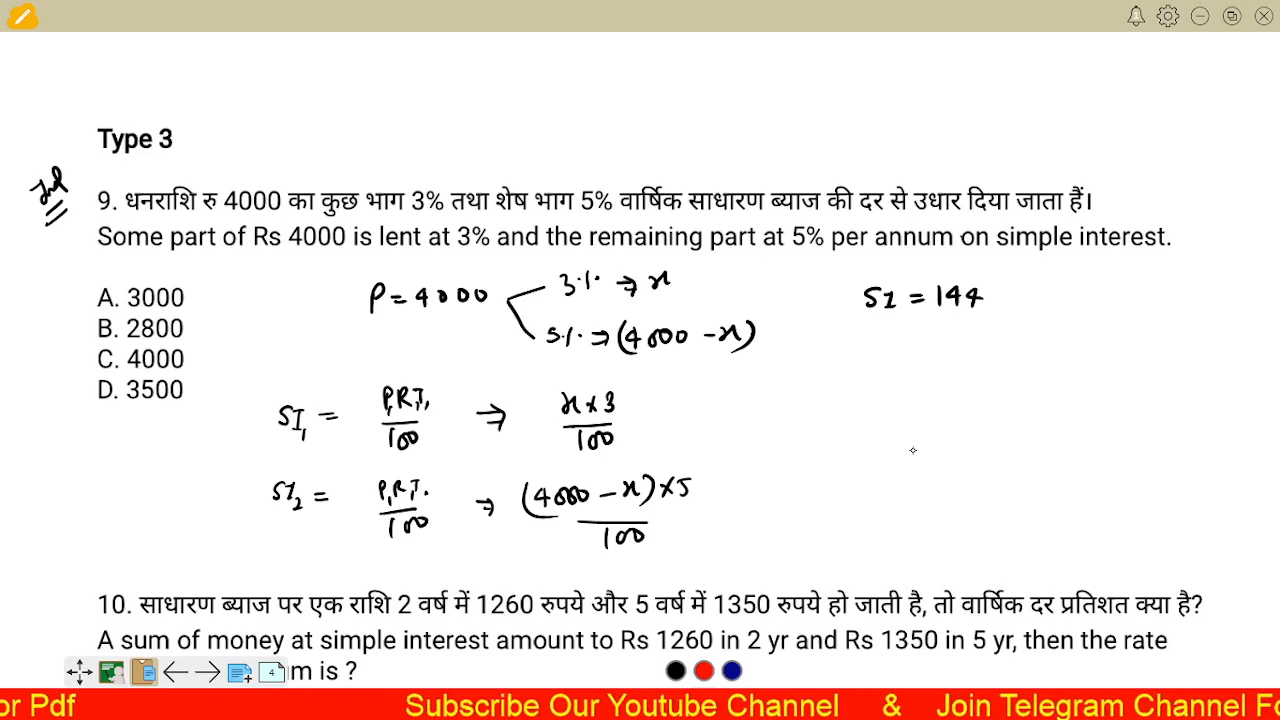 Type 3
Ind
9. धनराशि रु 4000 का कुछ भाग 3% तथा शेष भाग 5% वार्षिक साधारण ब्याज की दर से उधार दिया जाता हैं।
Some part of Rs 4000 is lent at 3% and the remaining part at 5% per annum on simple interest.
A. 3000
B. 2800
C. 4000
D. 3500
P = 4000
3% → x
5% ⇒ (4000 - x)
SI = 144
SI₁ = P₁R₁T₁/100 → x × 3/100
SI₂ = P₁R₁T₁/100 → (4000 - x) × 5/100
10. साधारण ब्याज पर एक राशि 2 वर्ष में 1260 रुपये और 5 वर्ष में 1350 रुपये हो जाती है, तो वार्षिक दर प्रतिशत क्या है?
A sum of money at simple interest amount to Rs 1260 in 2 yr and Rs 1350 in 5 yr, then the rate
4
m is ?
or Pdf Subscribe Our Youtube Channel & Join Telegram Channel Fo